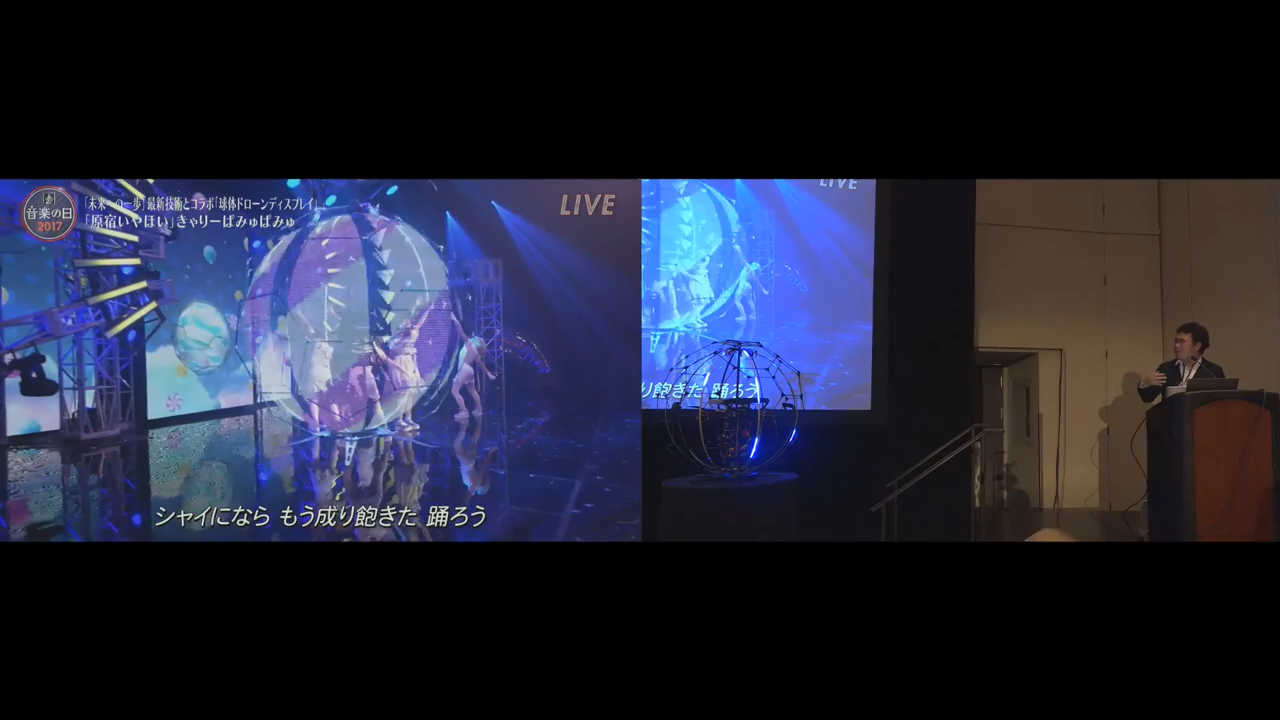 音楽の日
2017
「未来への一歩」最新技術とコラボ「球体ドローンディスプレイ」
「原宿いやほい」きゃりーぱみゅぱみゅ
LIVE
シャイになら もう成り飽きた 踊ろう
LIVE
り飽きた 踊ろう